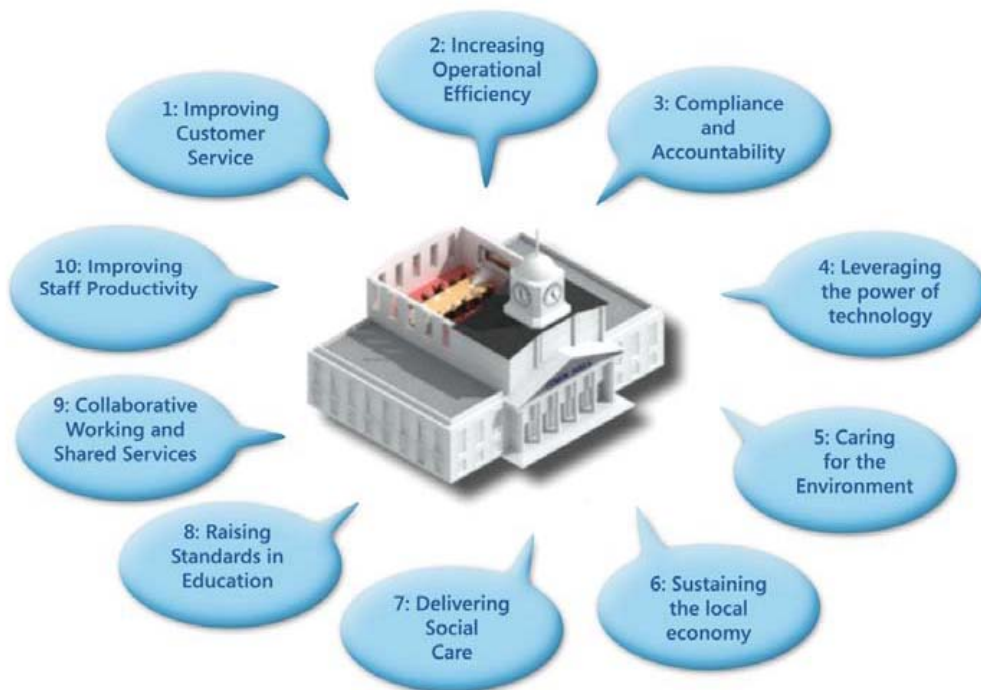 1: Improving
Customer
Service
2: Increasing
Operational
Efficiency
3: Compliance
and
Accountability
4: Leveraging
the power of
technology
5: Caring
for the
Environment
6: Sustaining
the local
economy
7: Delivering
Social
Care
8: Raising
Standards in
Education
9: Collaborative
Working and
Shared Services
10: Improving
Staff Productivity